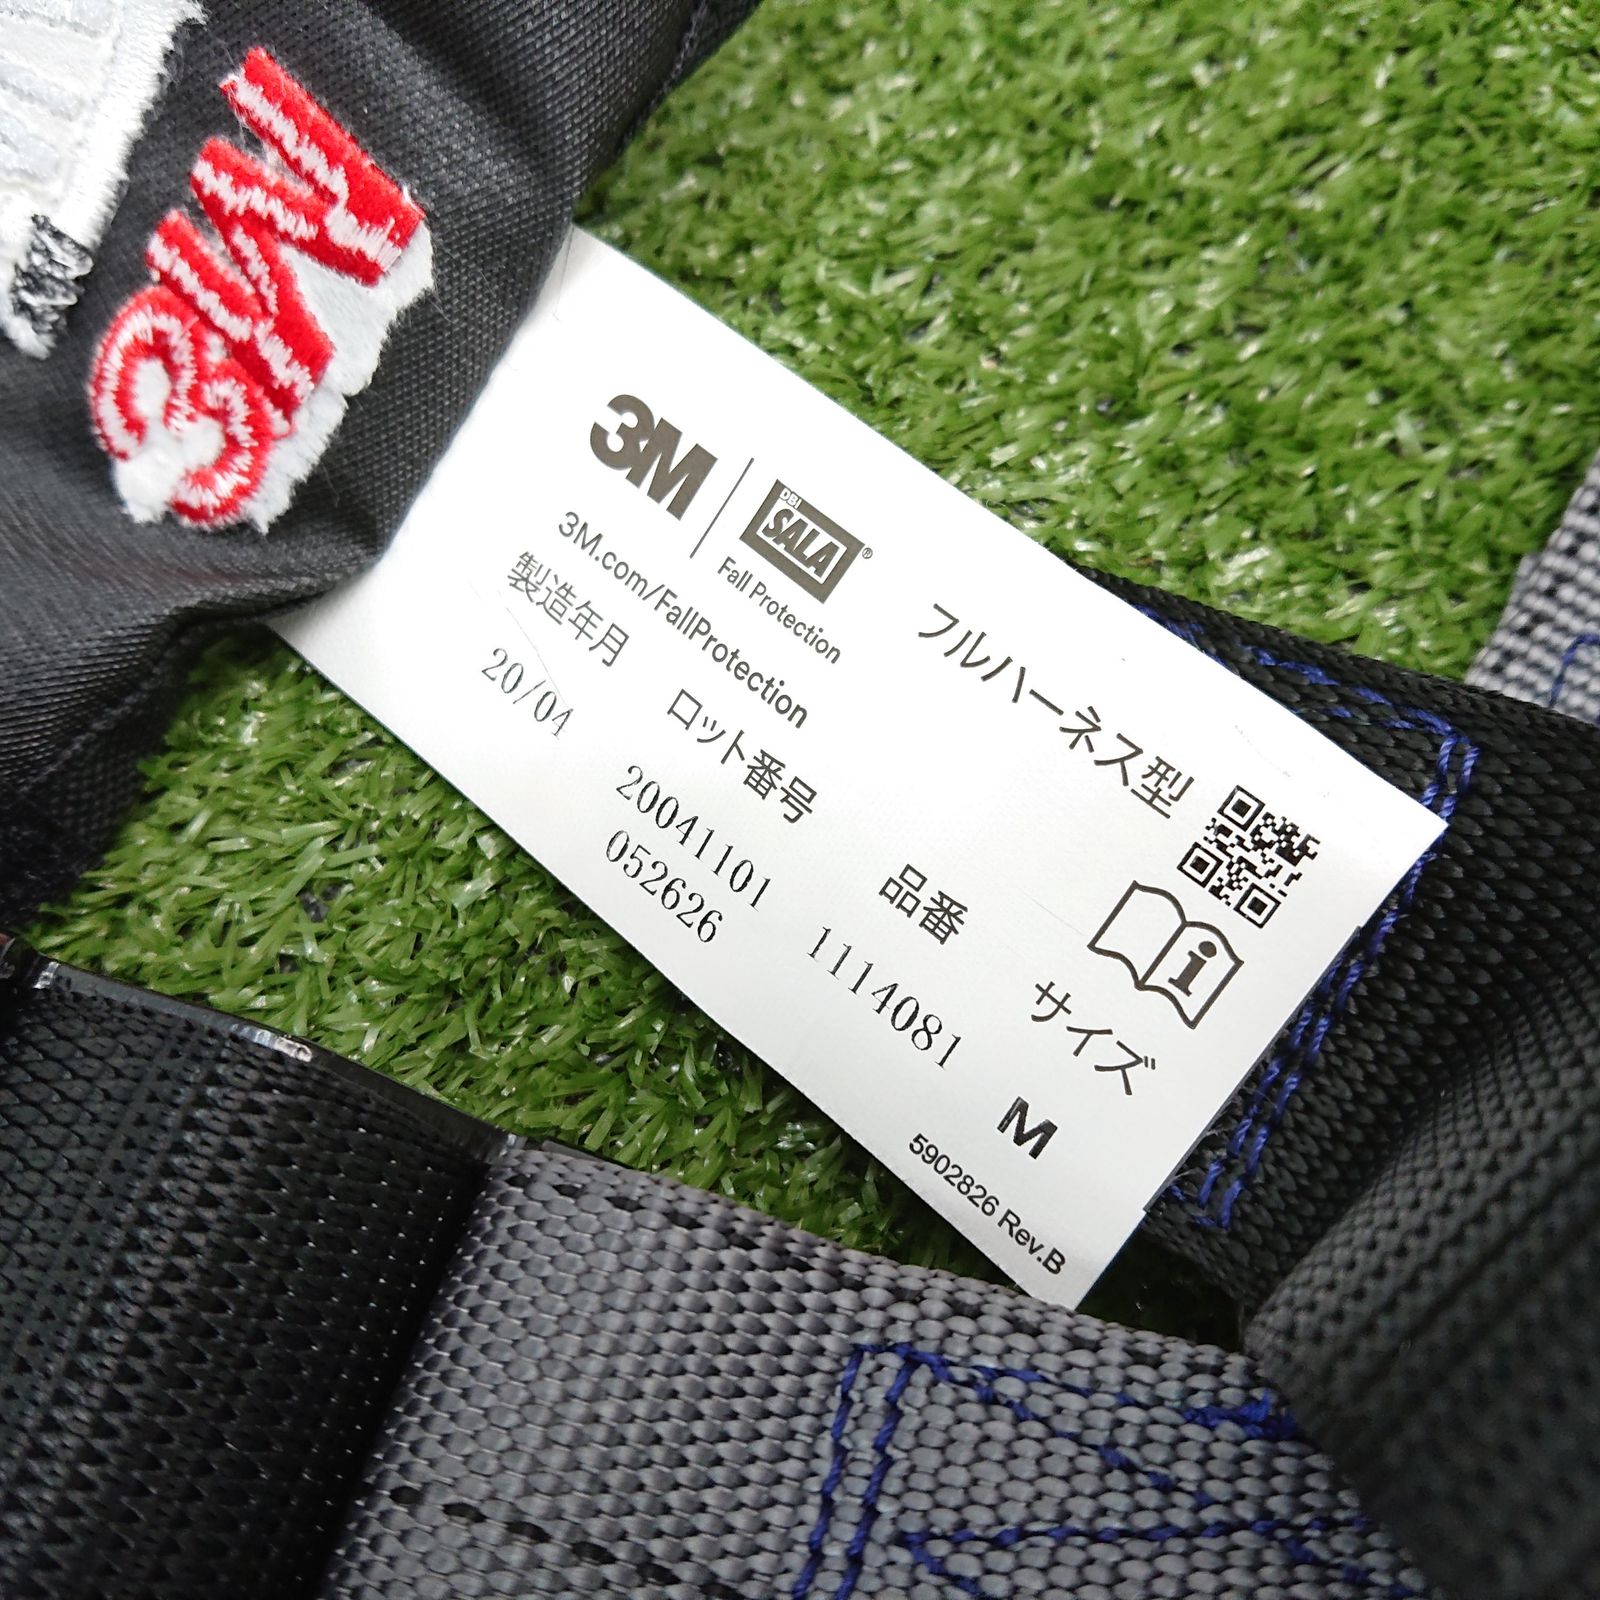 3M
3M
DBI
SALA®
Fall Protection
3M.com/FallProtection
フルハーネス型
製造年月
ロット番号
品番
サイズ
20/04
20041101
052626
1114081
M
5902826 Rev.B